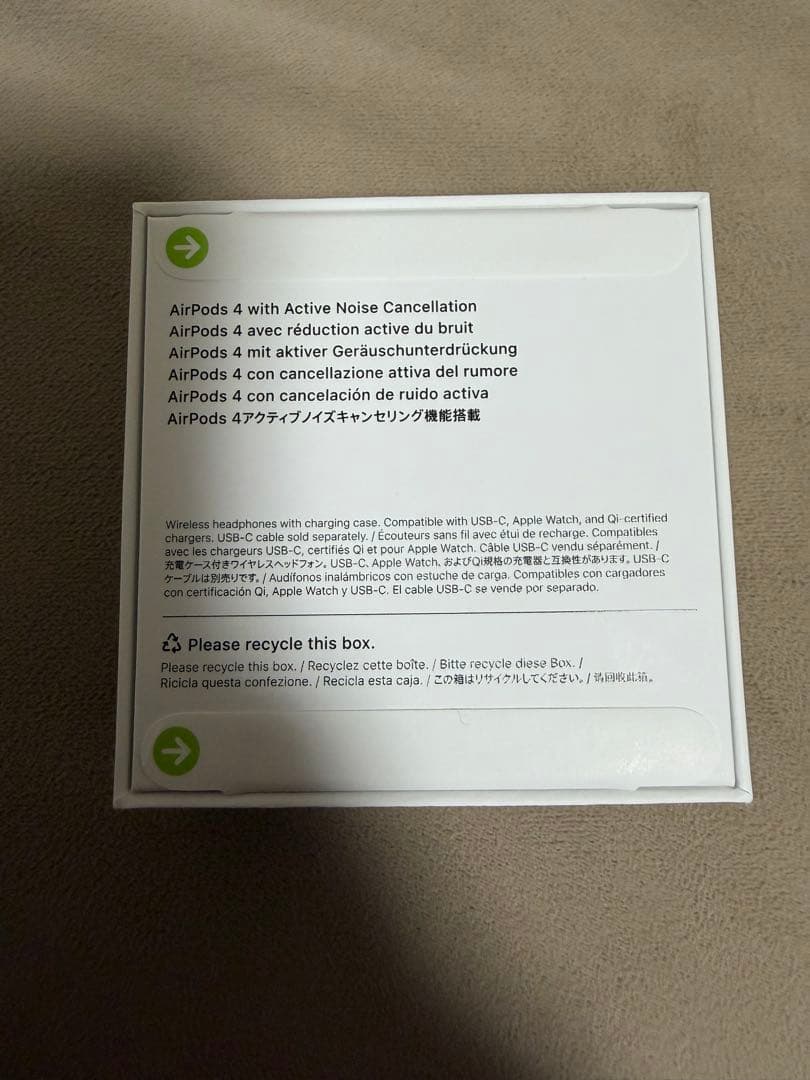 AirPods 4 with Active Noise Cancellation
AirPods 4 avec réduction active du bruit
AirPods 4 mit aktiver Geräuschunterdrückung
AirPods 4 con cancellazione attiva del rumore
AirPods 4 con cancelación de ruido activa
AirPods 4アクティブノイズキャンセリング機能搭載
Wireless headphones with charging case. Compatible with USB-C, Apple Watch, and Qi-certified
chargers. USB-C cable sold separately. / Écouteurs sans fil avec étui de recharge. Compatibles
avec les chargeurs USB-C, certifiés Qi et pour Apple Watch. Câble USB-C vendu séparément. /
充電ケース付きワイヤレスヘッドフォン。USB-C、Apple Watch、およびQi規格の充電器と互換性があります。USB-C
ケーブルは別売りです。/ Audífonos inalámbricos con estuche de carga. Compatibles con cargadores
con certificación Qi, Apple Watch y USB-C. El cable USB-C se vende por separado.
Please recycle this box.
Please recycle this box. / Recyclez cette boîte. / Bitte recycle diese Box. /
Ricicla questa confezione. / Recicla esta caja. / この箱はリサイクルしてください。/ 请回收此箱。